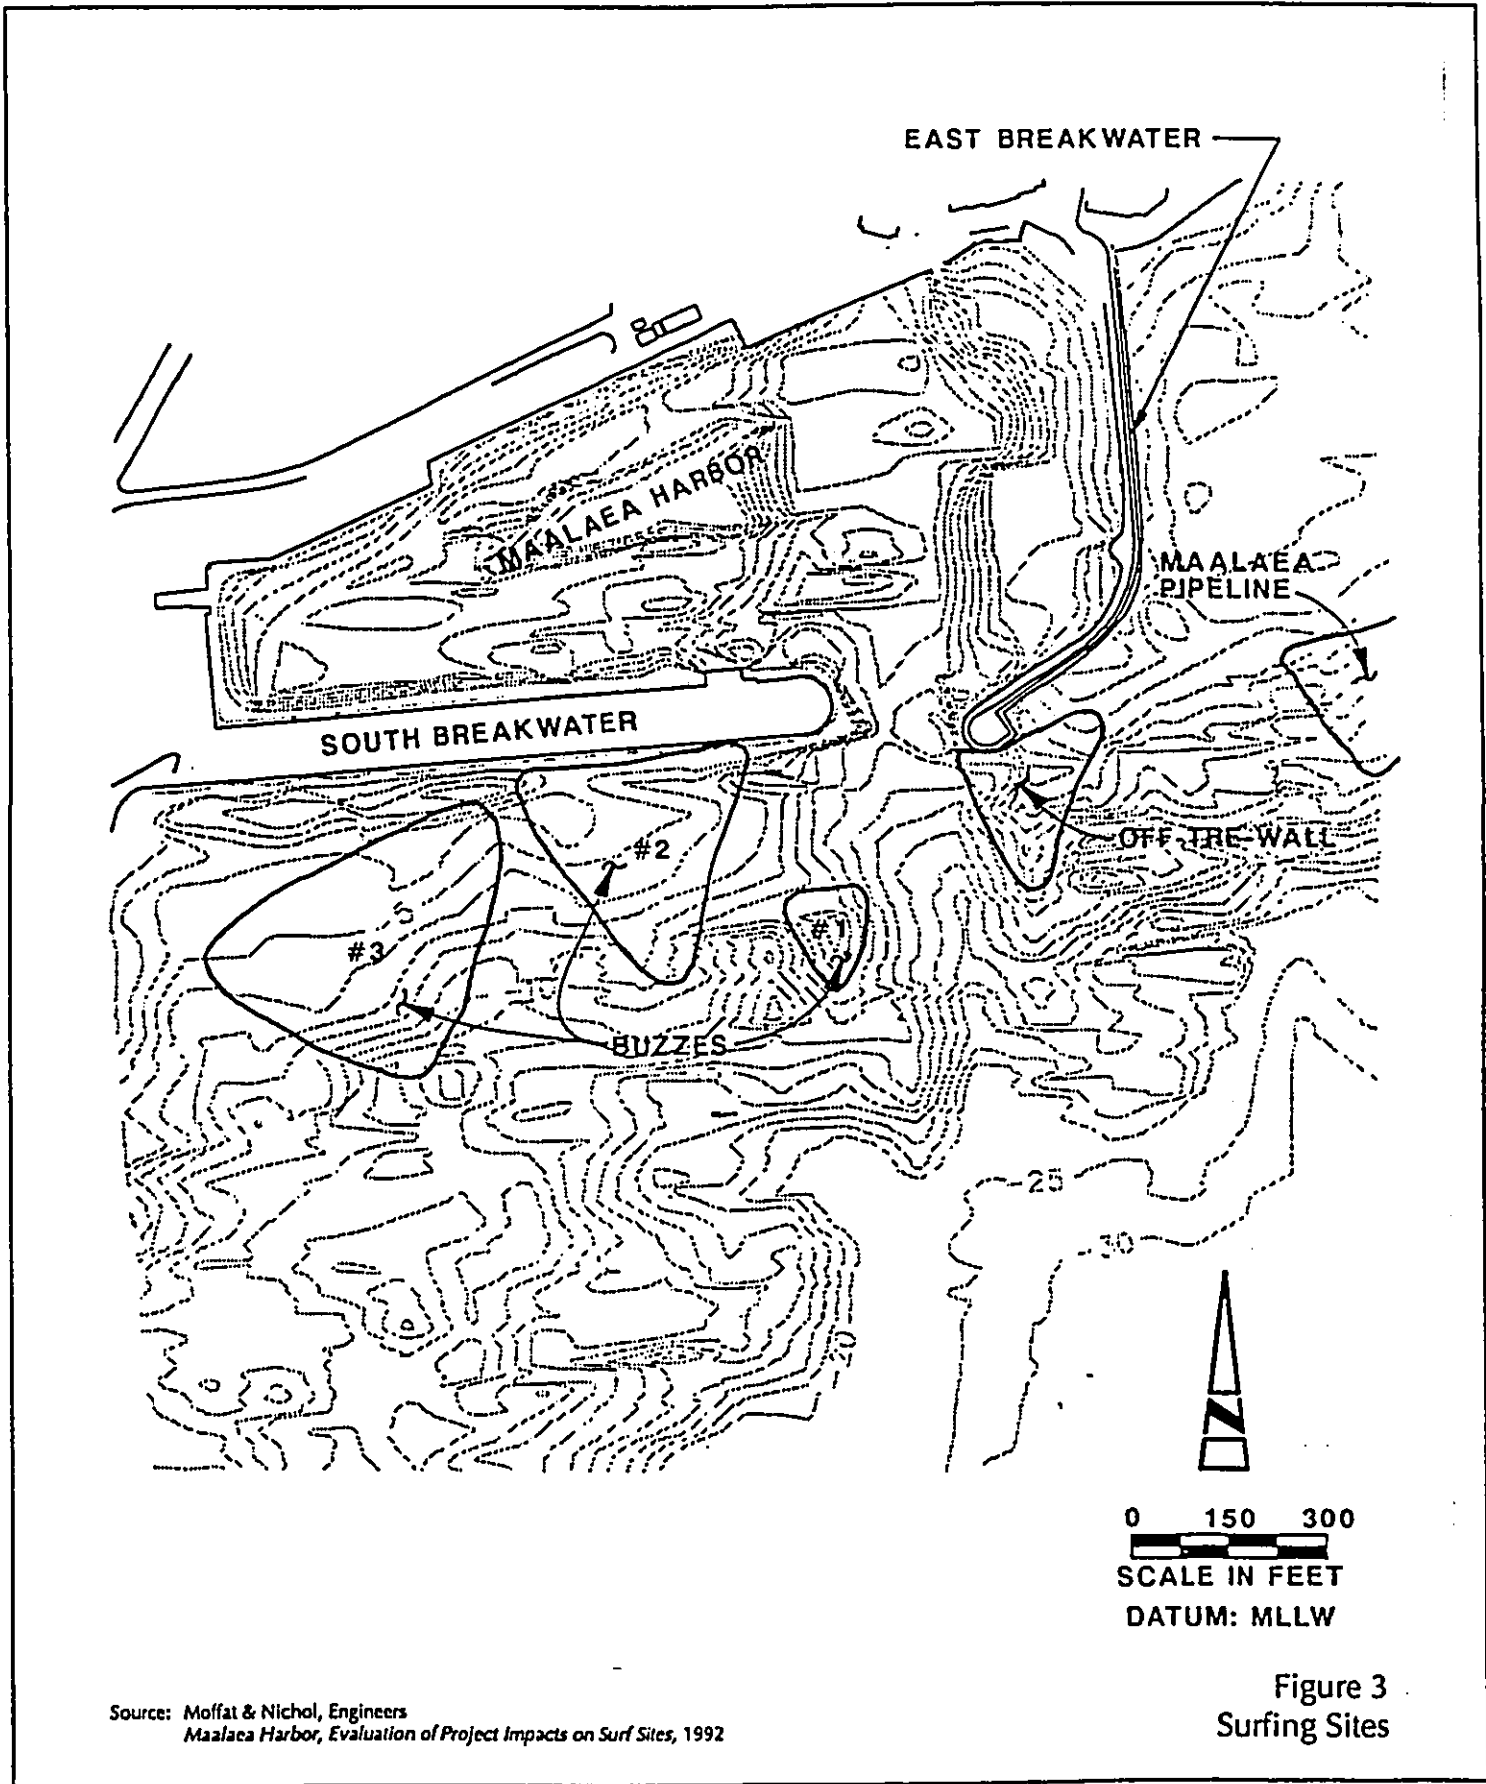 EAST BREAKWATER
MAALAEA HARBOR
MAALAEA
PIPELINE
SOUTH BREAKWATER
OFF-THE-WALL
#2
#1
5
#3
BUZZES
-25
-30
20
N
0 150 300
SCALE IN FEET
DATUM: MLLW
Figure 3
Surfing Sites
Source: Moffat & Nichol, Engineers
Maalaea Harbor, Evaluation of Project Impacts on Surf Sites, 1992